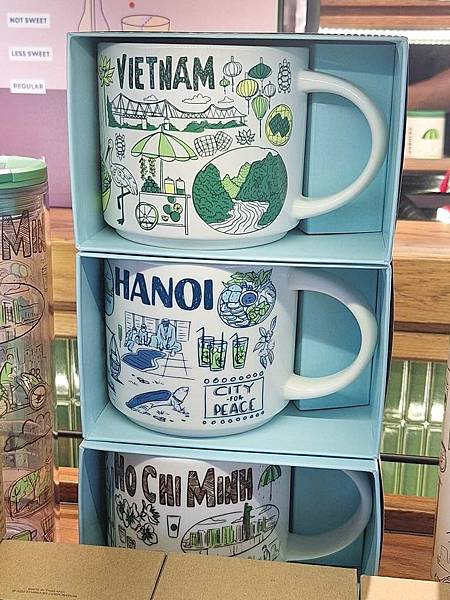 NOT SWEET
LESS SWEET
REGULAR
VIETNAM
HANOI
CITY
FOR
PEACE
HO CHI MINH